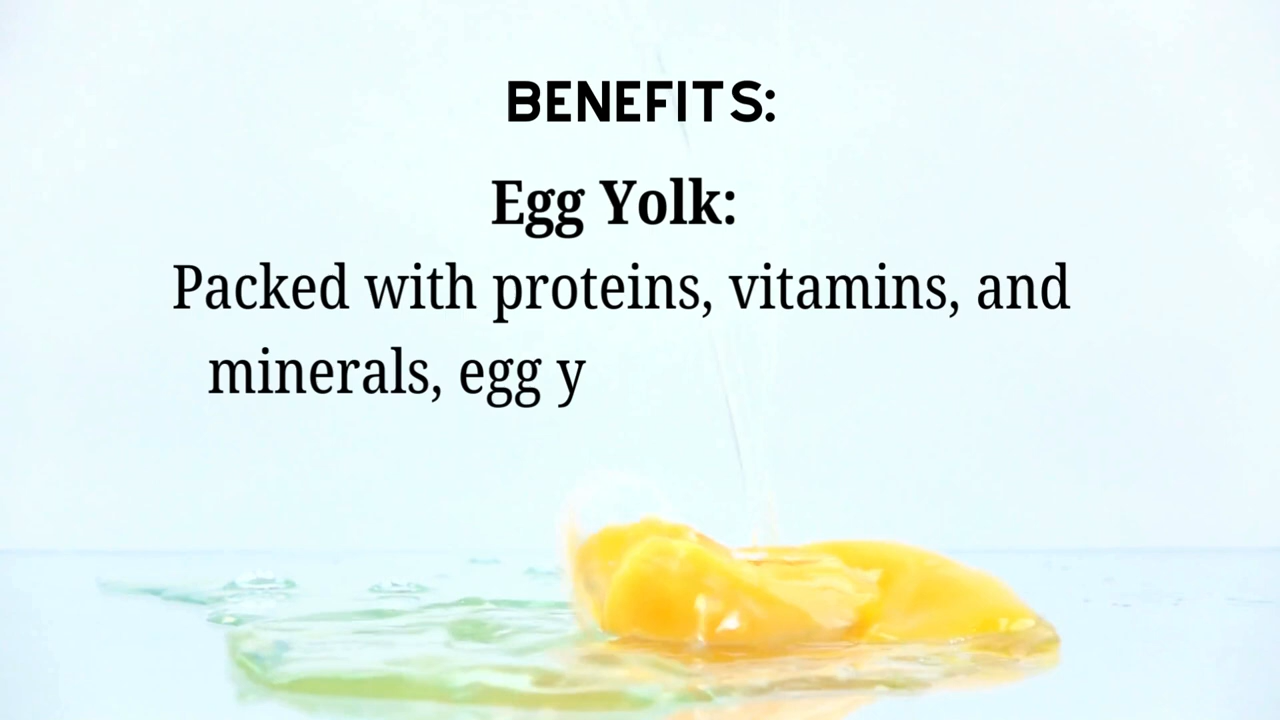 BENEFITS:
Egg Yolk:
Packed with proteins, vitamins, and
minerals, egg y